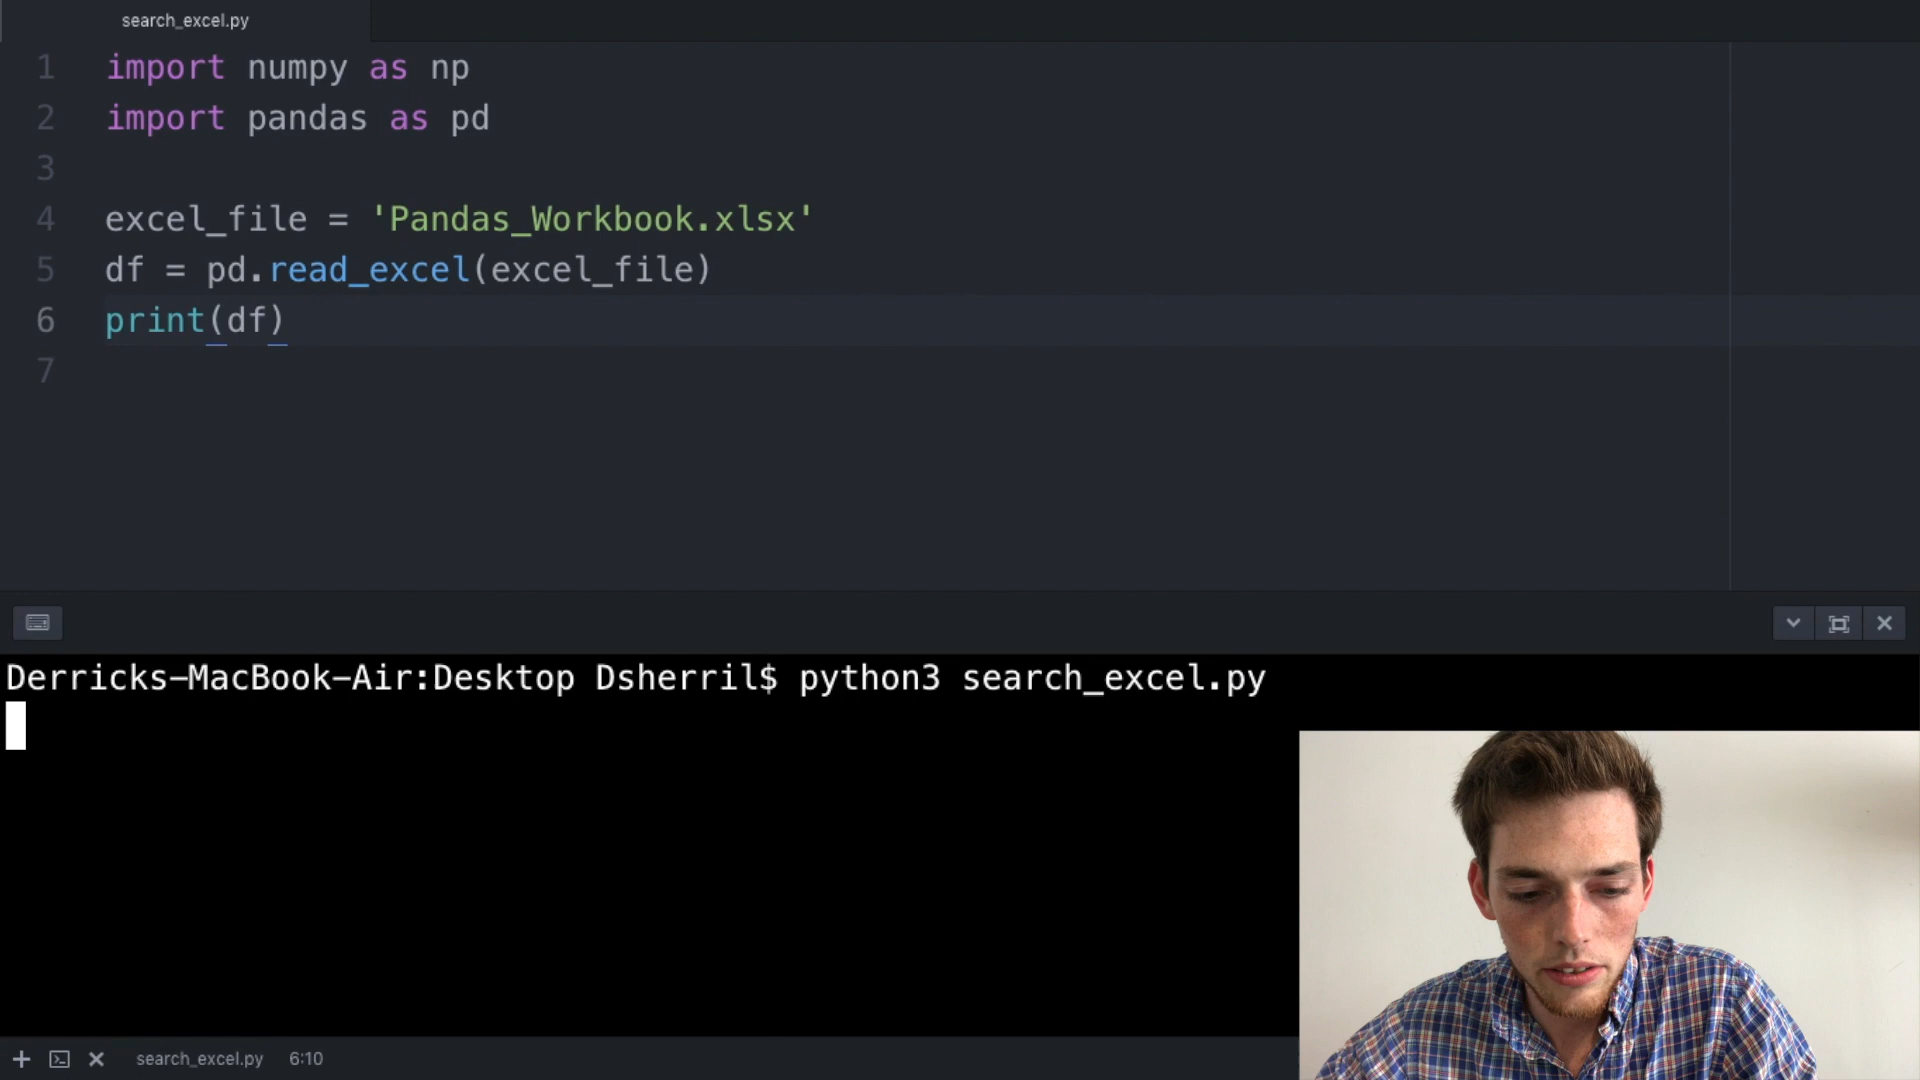 search_excel.py
1 import numpy as np
2 import pandas as pd
3
4 excel_file = 'Pandas_Workbook.xlsx'
5 df = pd.read_excel(excel_file)
6 print(df)
7
Derricks-MacBook-Air:Desktop Dsherril$ python3 search_excel.py
search_excel.py 6:10